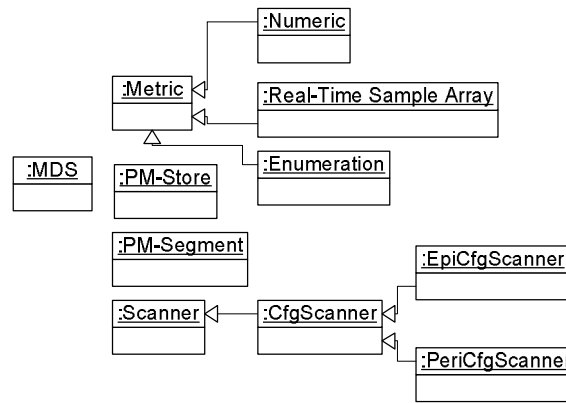 :Numeric
:Metric
:Real-Time Sample Array
:Enumeration
:MDS
:PM-Store
:PM-Segment
:EpiCfgScanner
:Scanner
:CfgScanner
:PeriCfgScanner